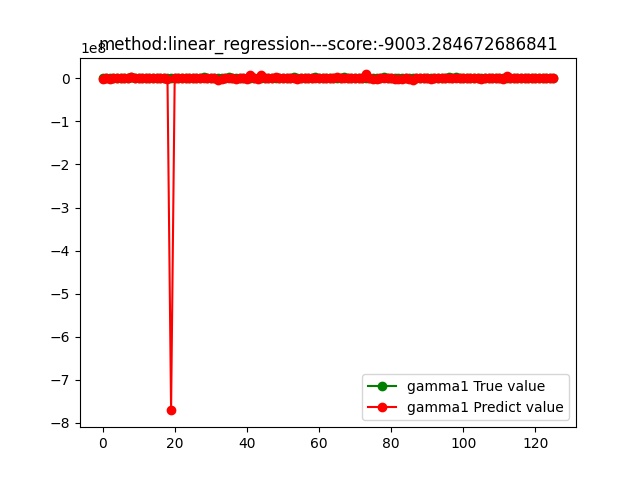 method:linear_regression---score:-9003.284672686841
1e8
0
−1
−2
−3
−4
−5
−6
−7
−8
0 20 40 60 80 100 120
gamma1 True value
gamma1 Predict value